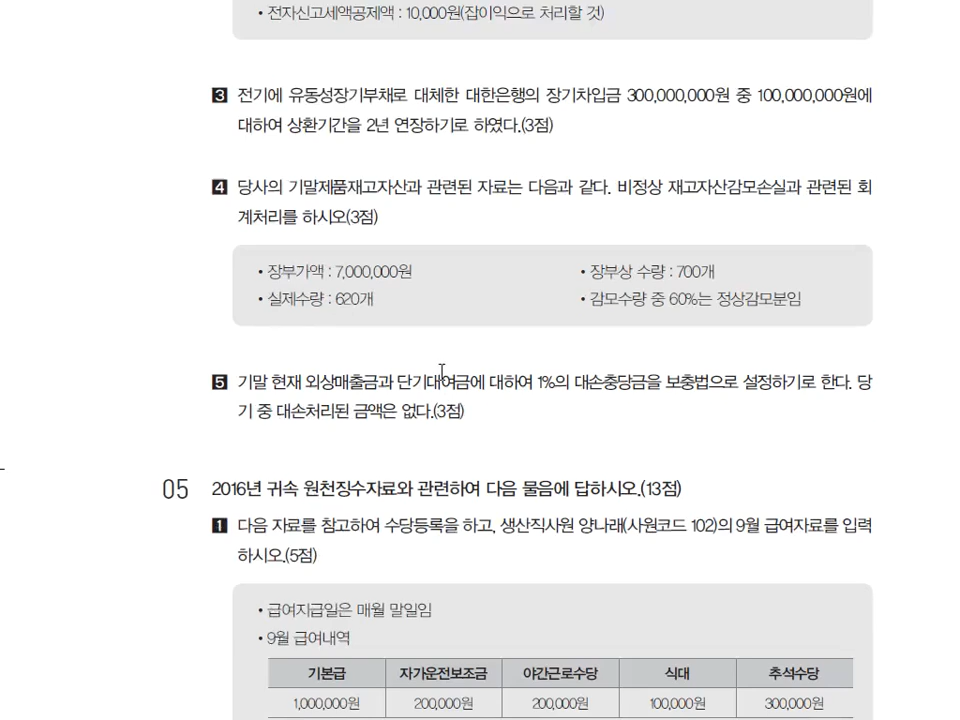 • 전자신고세액공제액 : 10,000원(잡이익으로 처리할 것)
3 전기에 유동성장기부채로 대체한 대한은행의 장기차입금 300,000,000원 중 100,000,000원에
대하여 상환기간을 2년 연장하기로 하였다.(3점)
4 당사의 기말제품재고자산과 관련된 자료는 다음과 같다. 비정상 재고자산감모손실과 관련된 회
계처리를 하시오(3점)
• 장부가액 : 7,000,000원 • 장부상 수량 : 700개
• 실제수량 : 620개 • 감모수량 중 60%는 정상감모분임
5 기말 현재 외상매출금과 단기대여금에 대하여 1%의 대손충당금을 보충법으로 설정하기로 한다. 당
기 중 대손처리된 금액은 없다.(3점)
05 2016년 귀속 원천징수자료와 관련하여 다음 물음에 답하시오.(13점)
1 다음 자료를 참고하여 수당등록을 하고, 생산직사원 양나래(사원코드 102)의 9월 급여자료를 입력
하시오.(5점)
• 급여지급일은 매월 말일임
• 9월 급여내역
기본급 자가운전보조금 야간근로수당 식대 추석수당
1,000,000원 200,000원 200,000원 100,000원 300,000원